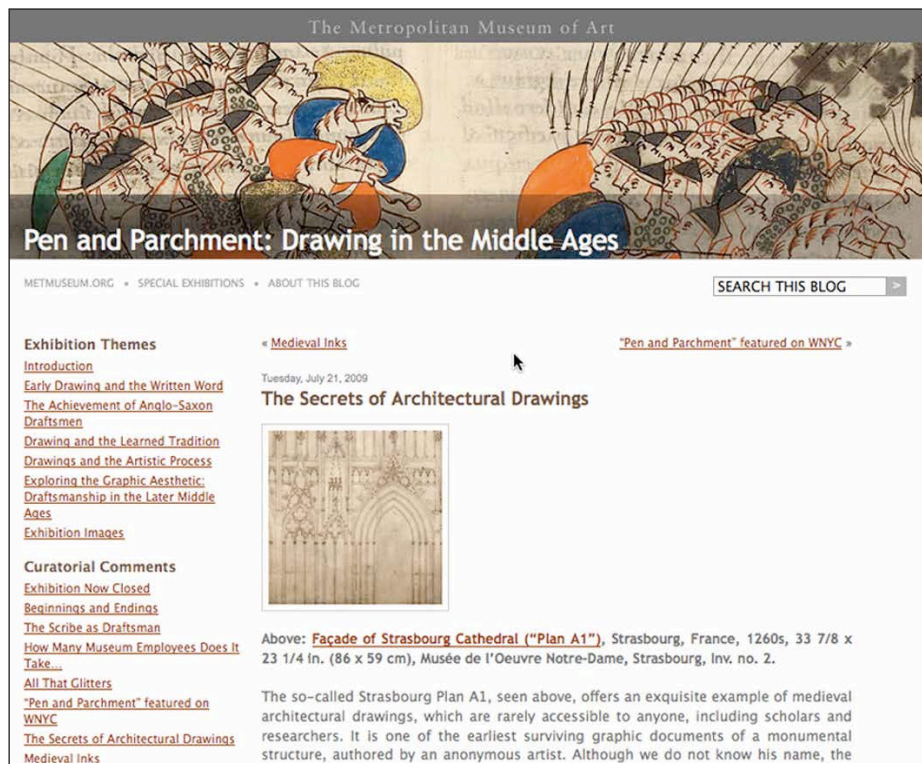 The Metropolitan Museum of Art
Pen and Parchment: Drawing in the Middle Ages
METMUSEUM.ORG • SPECIAL EXHIBITIONS • ABOUT THIS BLOG
SEARCH THIS BLOG >
Exhibition Themes
Introduction
Early Drawing and the Written Word
The Achievement of Anglo-Saxon
Draftsmen
Drawing and the Learned Tradition
Drawings and the Artistic Process
Exploring the Graphic Aesthetic:
Draftsmanship in the Later Middle
Ages
Exhibition Images
Curatorial Comments
Exhibition Now Closed
Beginnings and Endings
The Scribe as Draftsman
How Many Museum Employees Does It
Take...
All That Glitters
"Pen and Parchment" featured on
WNYC
The Secrets of Architectural Drawings
Medieval Inks
« Medieval Inks
"Pen and Parchment" featured on WNYC »
Tuesday, July 21, 2009
The Secrets of Architectural Drawings
Above: Façade of Strasbourg Cathedral (“Plan A1”), Strasbourg, France, 1260s, 33 7/8 x
23 1/4 in. (86 x 59 cm), Musée de l’Oeuvre Notre-Dame, Strasbourg, Inv. no. 2.
The so-called Strasbourg Plan A1, seen above, offers an exquisite example of medieval
architectural drawings, which are rarely accessible to anyone, including scholars and
researchers. It is one of the earliest surviving graphic documents of a monumental
structure, authored by an anonymous artist. Although we do not know his name, the